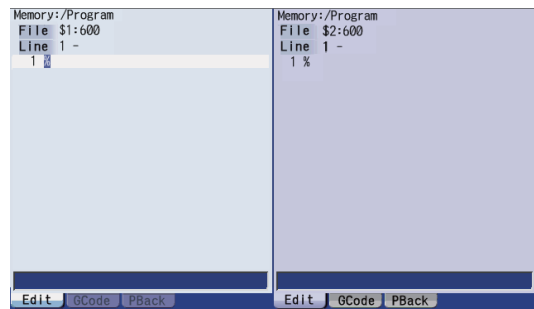 Memory:/Program
File $1:600
Line 1 -
1 %
Edit GCode PBack
Memory:/Program
File $2:600
Line 1 -
1 %
Edit GCode PBack